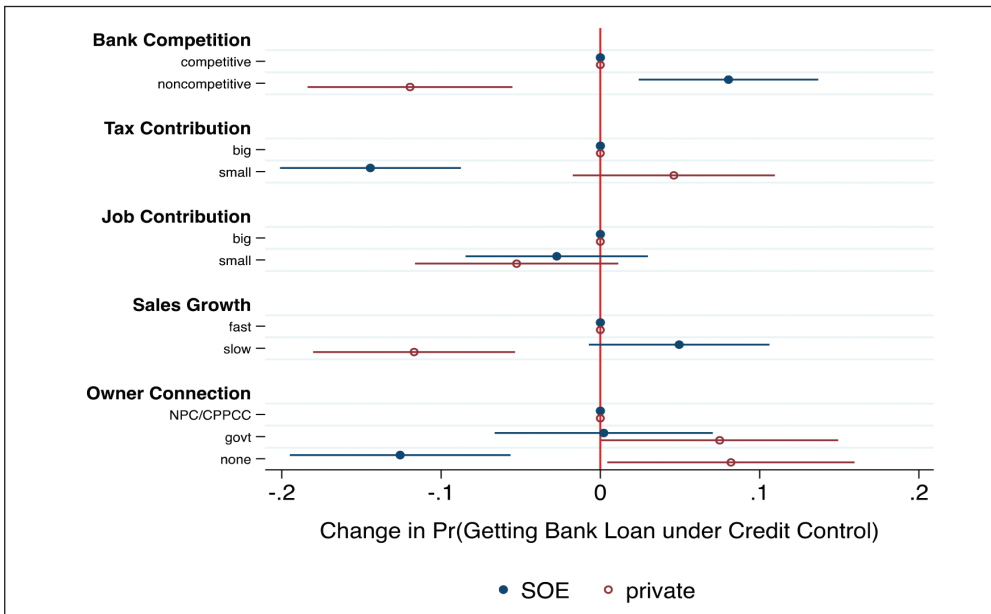 Bank Competition
competitive
noncompetitive
Tax Contribution
big
small
Job Contribution
big
small
Sales Growth
fast
slow
Owner Connection
NPC/CPPCC
govt
none
-.2 -.1 0 .1 .2
Change in Pr(Getting Bank Loan under Credit Control)
SOE private